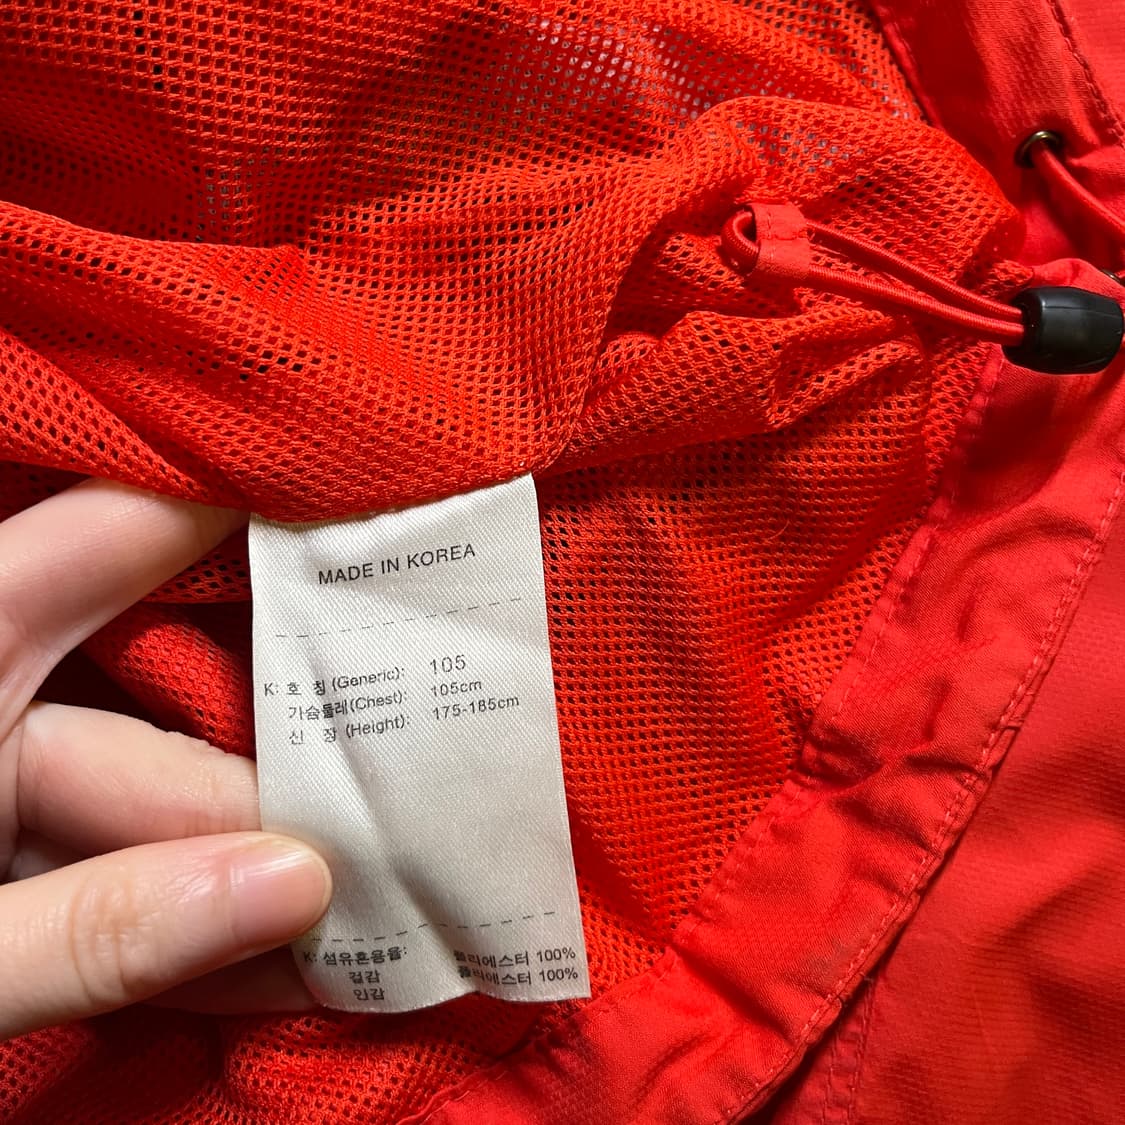 MADE IN KOREA
K: 호 칭 (Generic): 105
가슴둘레(Chest): 105cm
신 장 (Height): 175-185cm
K: 섬유혼용율:
겉감 폴리에스터 100%
안감 폴리에스터 100%